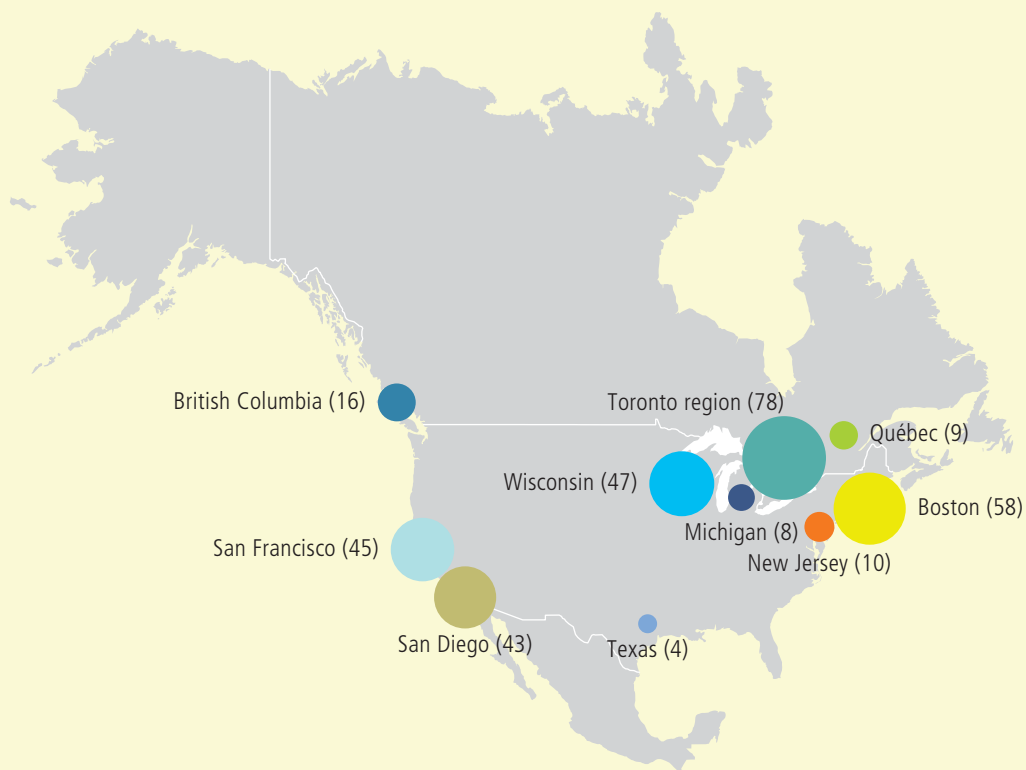 British Columbia (16)
Toronto region (78)
Québec (9)
Wisconsin (47)
Boston (58)
Michigan (8)
San Francisco (45)
New Jersey (10)
San Diego (43)
Texas (4)